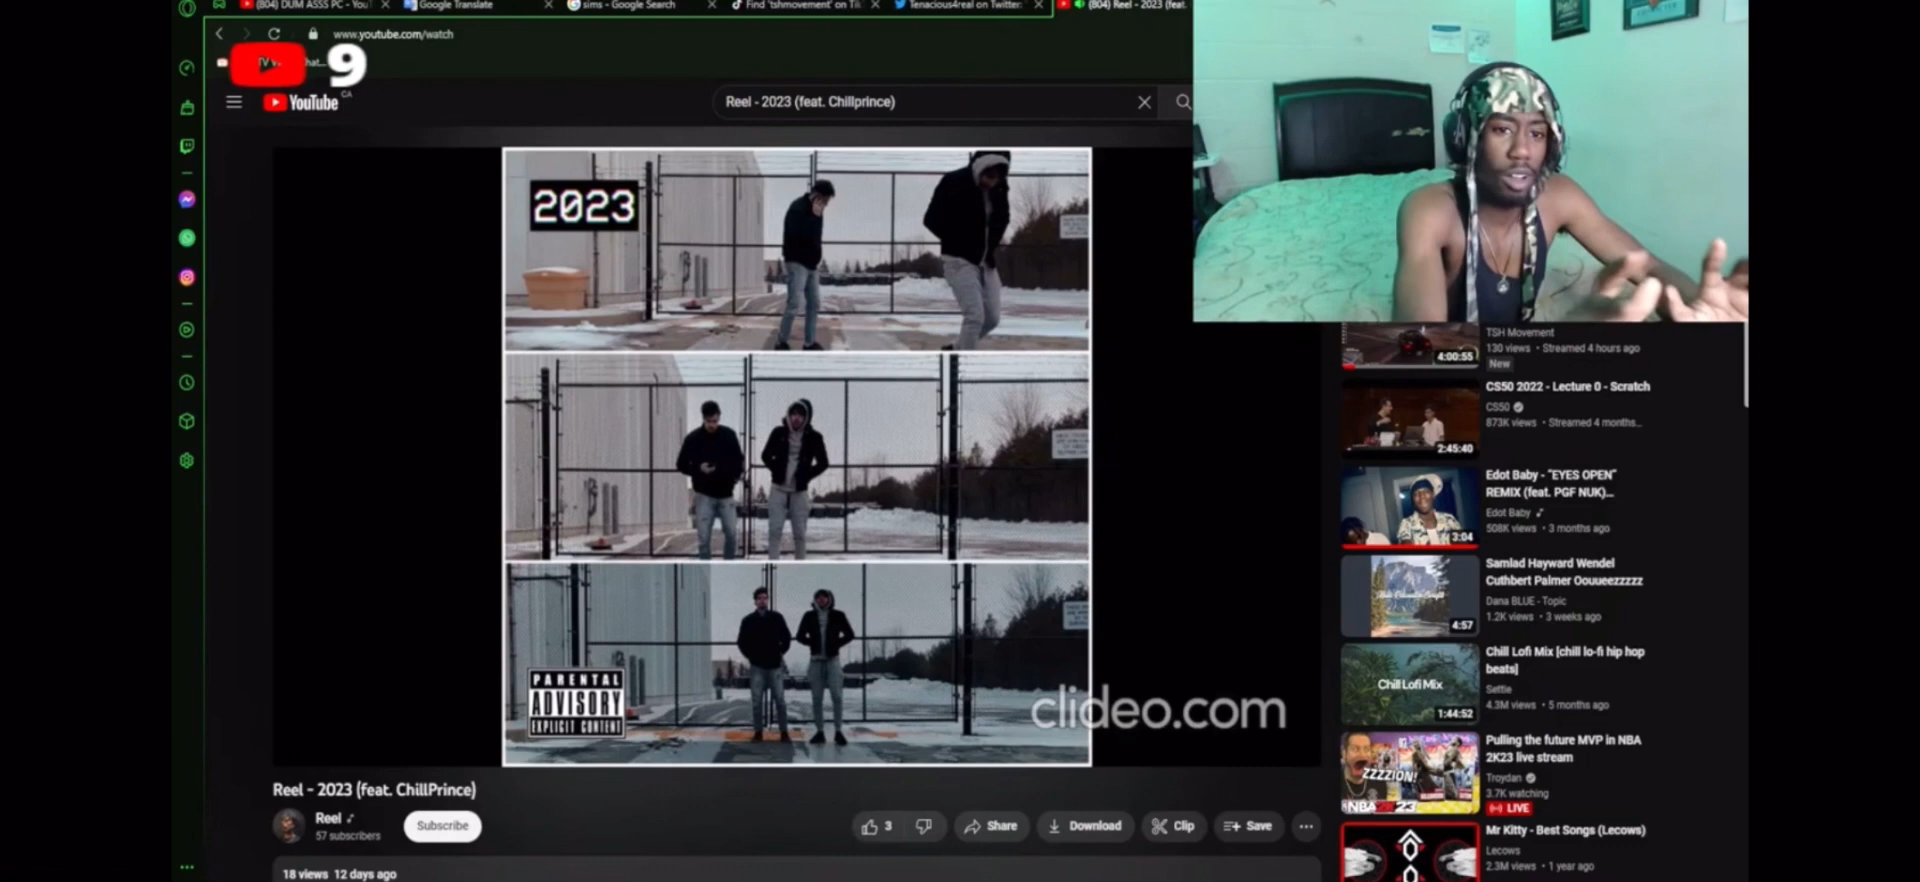 (804) DUM ASSS PC - YouT
Google Translate
sims - Google Search
Find 'tshmovement' on Tik
Tenacious4real on Twitter:
(804) Reel - 2023 (feat.
www.youtube.com/watch
9
YouTube CA
Reel - 2023 (feat. Chillprince)
2023
PARENTAL
ADVISORY
EXPLICIT CONTENT
clideo.com
Reel - 2023 (feat. ChillPrince)
Reel
57 subscribers
Subscribe
3
Share
Download
Clip
Save
18 views 12 days ago
TSH Movement
130 views • Streamed 4 hours ago
New
4:00:55
CS50 2022 - Lecture 0 - Scratch
CS50
873K views • Streamed 4 months...
2:45:40
Edot Baby - "EYES OPEN"
REMIX (feat. PGF NUK)...
Edot Baby
508K views • 3 months ago
3:04
Samlad Hayward Wendel
Cuthbert Palmer Oouueezzzzz
Dana BLUE - Topic
1.2K views • 3 weeks ago
4:57
Chill Lofi Mix [chill lo-fi hip hop
beats]
Settle
4.3M views • 5 months ago
Chill Lofi Mix
1:44:52
Pulling the future MVP in NBA
2K23 live stream
Troydan
3.7K watching
LIVE
ZZZZION!
NBA 2K23
Mr Kitty - Best Songs (Lecows)
Lecows
2.3M views • 1 year ago